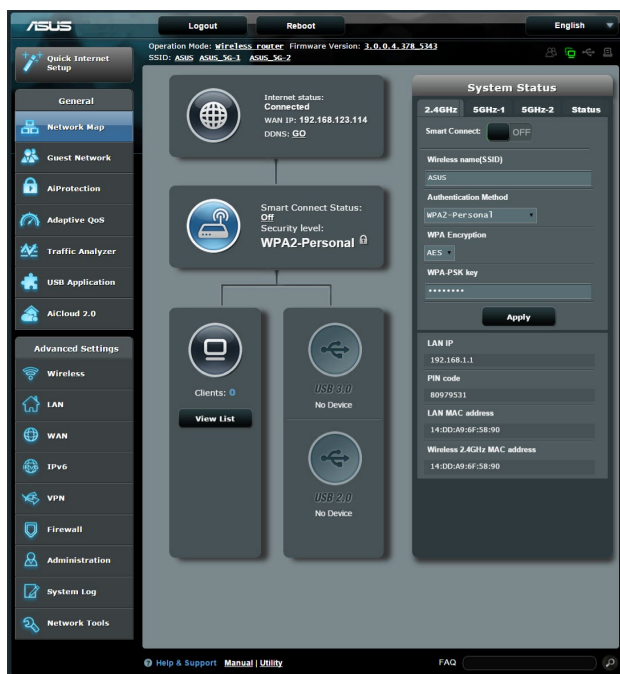 ASUS
Logout
Reboot
English
Operation Mode: Wireless router Firmware Version: 3.0.0.4.378_5343
SSID: ASUS ASUS_5G-1 ASUS_5G-2
Quick Internet
Setup
General
Network Map
Guest Network
AiProtection
Adaptive QoS
Traffic Analyzer
USB Application
AiCloud 2.0
Advanced Settings
Wireless
LAN
WAN
IPv6
IPv6
VPN
Firewall
Administration
System Log
Network Tools
Internet status:
Connected
WAN IP: 192.168.123.114
DDNS: GO
Smart Connect Status:
Off
Security level:
WPA2-Personal
Clients: 0
View List
USB 3.0
No Device
USB 2.0
No Device
System Status
2.4GHz 5GHz-1 5GHz-2 Status
Smart Connect: OFF
Wireless name(SSID)
ASUS
Authentication Method
WPA2-Personal
WPA Encryption
AES
WPA-PSK key
••••••••
Apply
LAN IP
192.168.1.1
PIN code
80979531
LAN MAC address
14:DD:A9:6F:5B:90
Wireless 2.4GHz MAC address
14:DD:A9:6F:5B:90
Help & Support Manual | Utility
FAQ